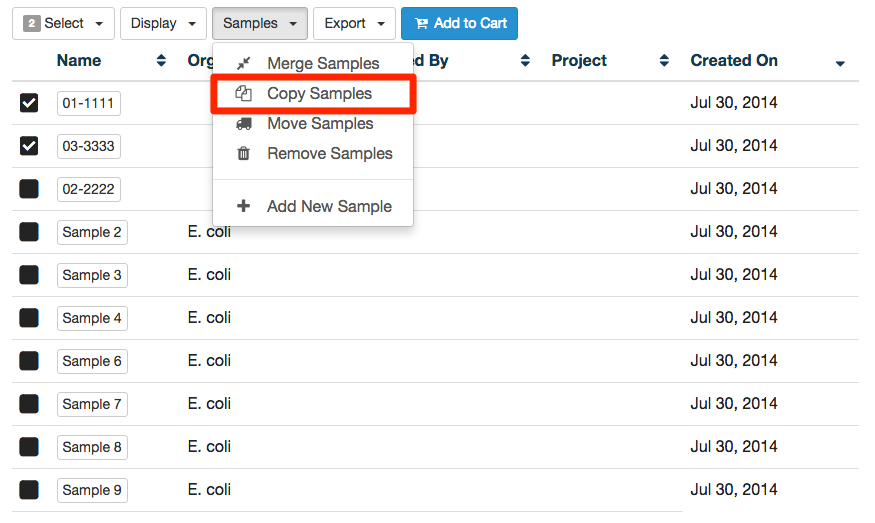 2 Select Display Samples Export Add to Cart
Name Org d By Project Created On
Merge Samples
Copy Samples
Move Samples
Remove Samples
Add New Sample
01-1111 Jul 30, 2014
03-3333 Jul 30, 2014
02-2222 Jul 30, 2014
Sample 2 E. coli Jul 30, 2014
Sample 3 E. coli Jul 30, 2014
Sample 4 E. coli Jul 30, 2014
Sample 6 E. coli Jul 30, 2014
Sample 7 E. coli Jul 30, 2014
Sample 8 E. coli Jul 30, 2014
Sample 9 E. coli Jul 30, 2014